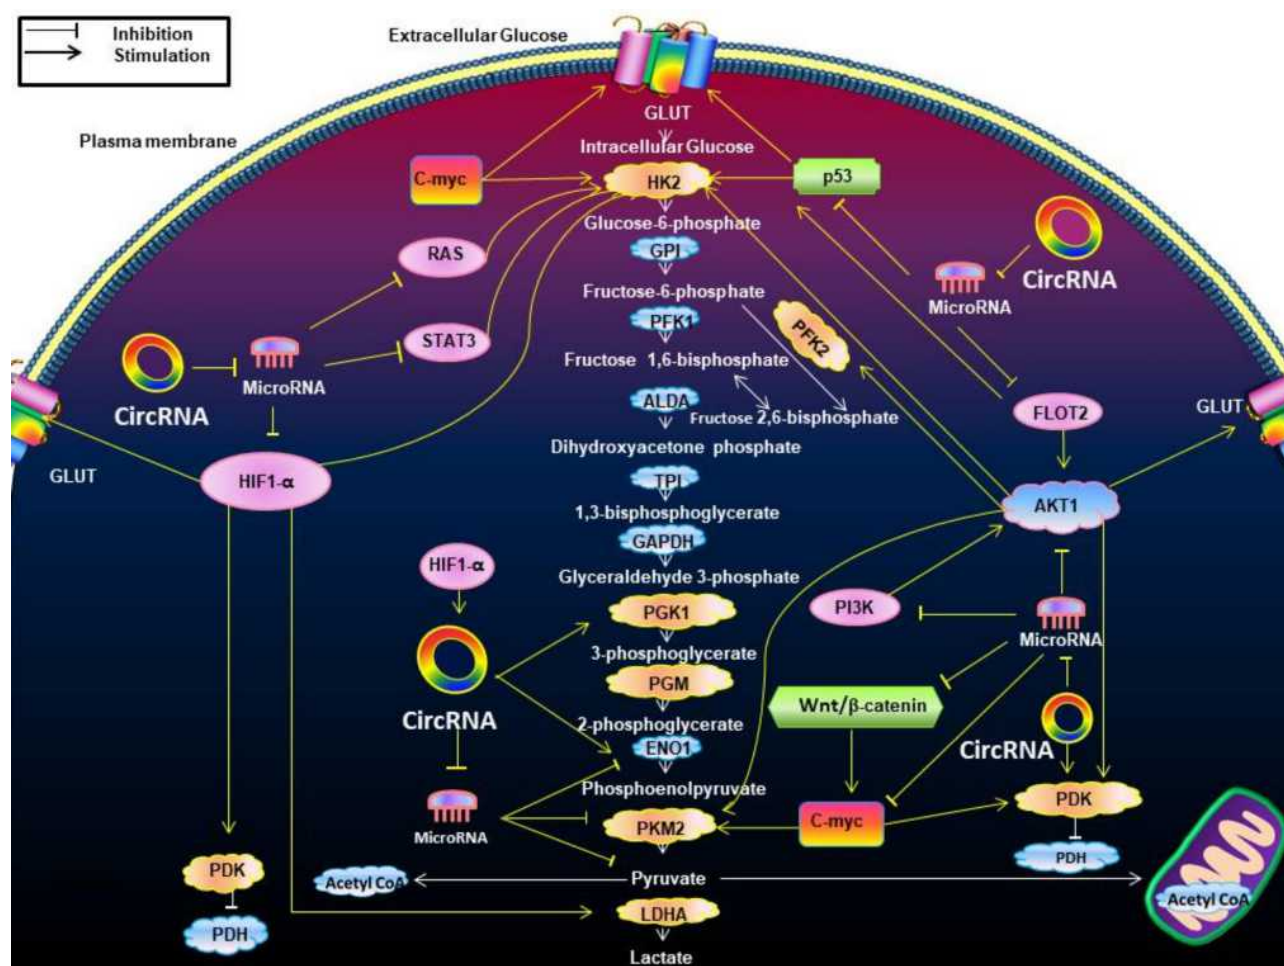 Inhibition
Stimulation
Extracellular Glucose
Plasma membrane
GLUT
Intracellular Glucose
C-myc
HK2
p53
Glucose-6-phosphate
RAS
GPI
CircRNA
MicroRNA
Fructose-6-phosphate
PFK1
PFK2
STAT3
Fructose 1,6-bisphosphate
MicroRNA
CircRNA
ALDA
Fructose 2,6-bisphosphate
FLOT2
GLUT
Dihydroxyacetone phosphate
GLUT
HIF1-α
TPI
1,3-bisphosphoglycerate
AKT1
GAPDH
HIF1-α
Glyceraldehyde 3-phosphate
PGK1
PI3K
MicroRNA
3-phosphoglycerate
PGM
Wnt/β-catenin
CircRNA
2-phosphoglycerate
ENO1
CircRNA
Phosphoenolpyruvate
PDK
MicroRNA
PKM2
C-myc
PDH
PDK
Acetyl CoA
Pyruvate
Acetyl CoA
LDHA
PDH
Lactate